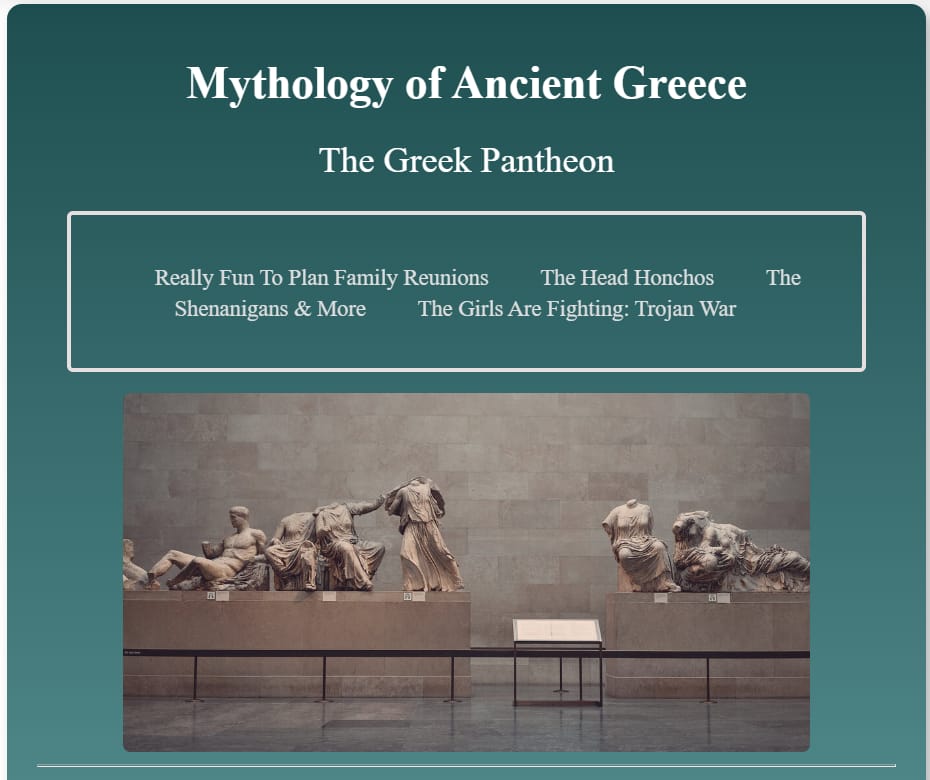 Mythology of Ancient Greece
The Greek Pantheon
Really Fun To Plan Family Reunions The Head Honchos The
Shenanigans & More The Girls Are Fighting: Trojan War